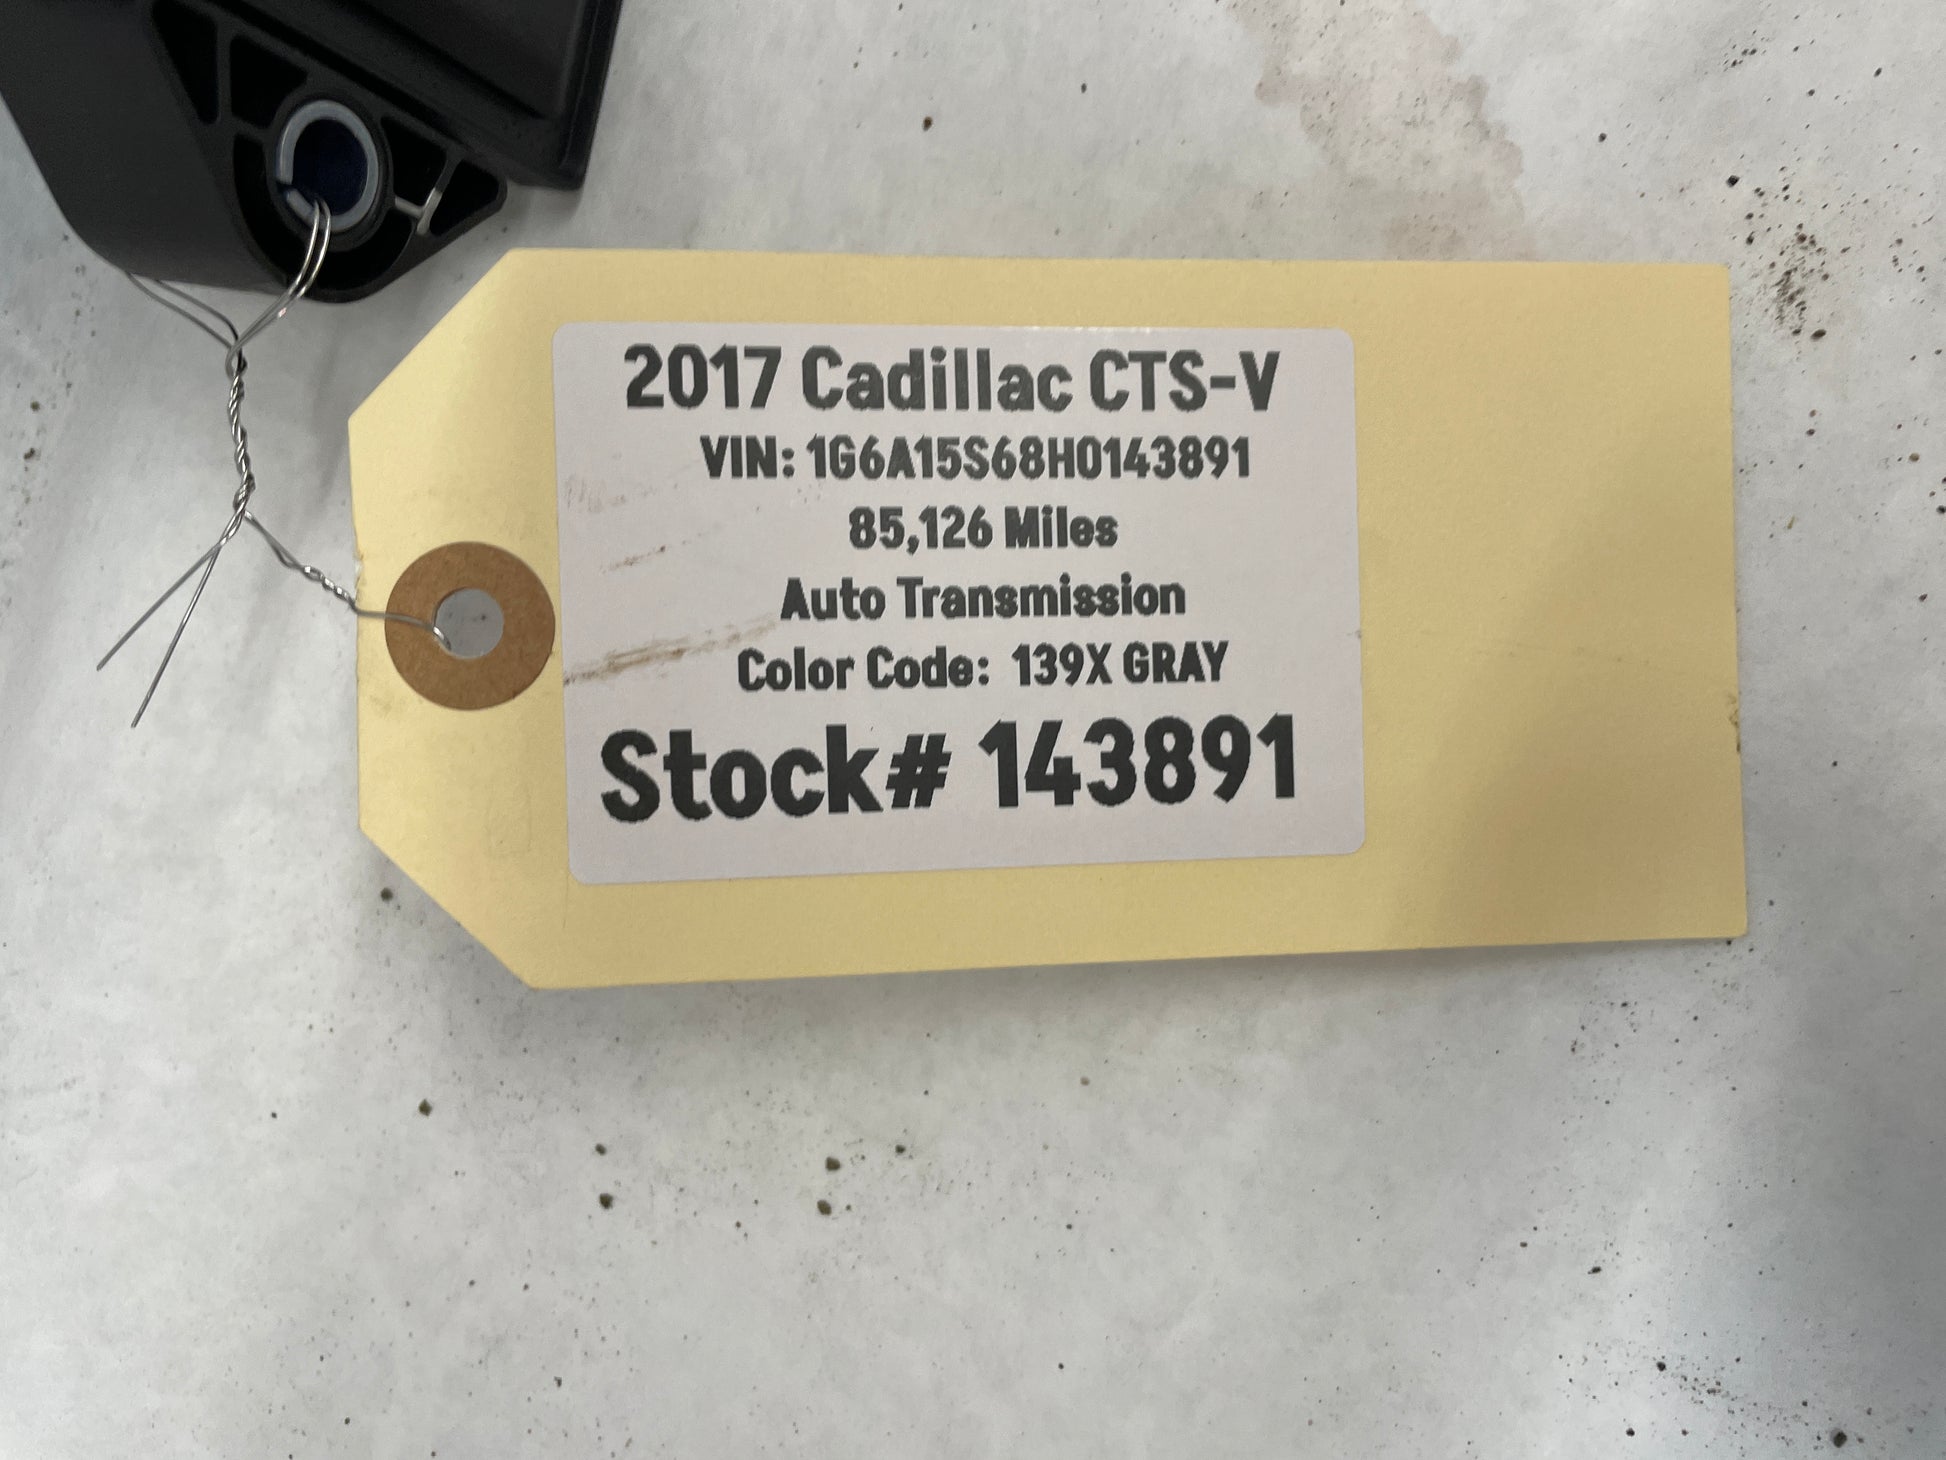 2017 Cadillac CTS-V
VIN: 1G6A15S68H0143891
85,126 Miles
Auto Transmission
Color Code: 139X GRAY
Stock# 143891